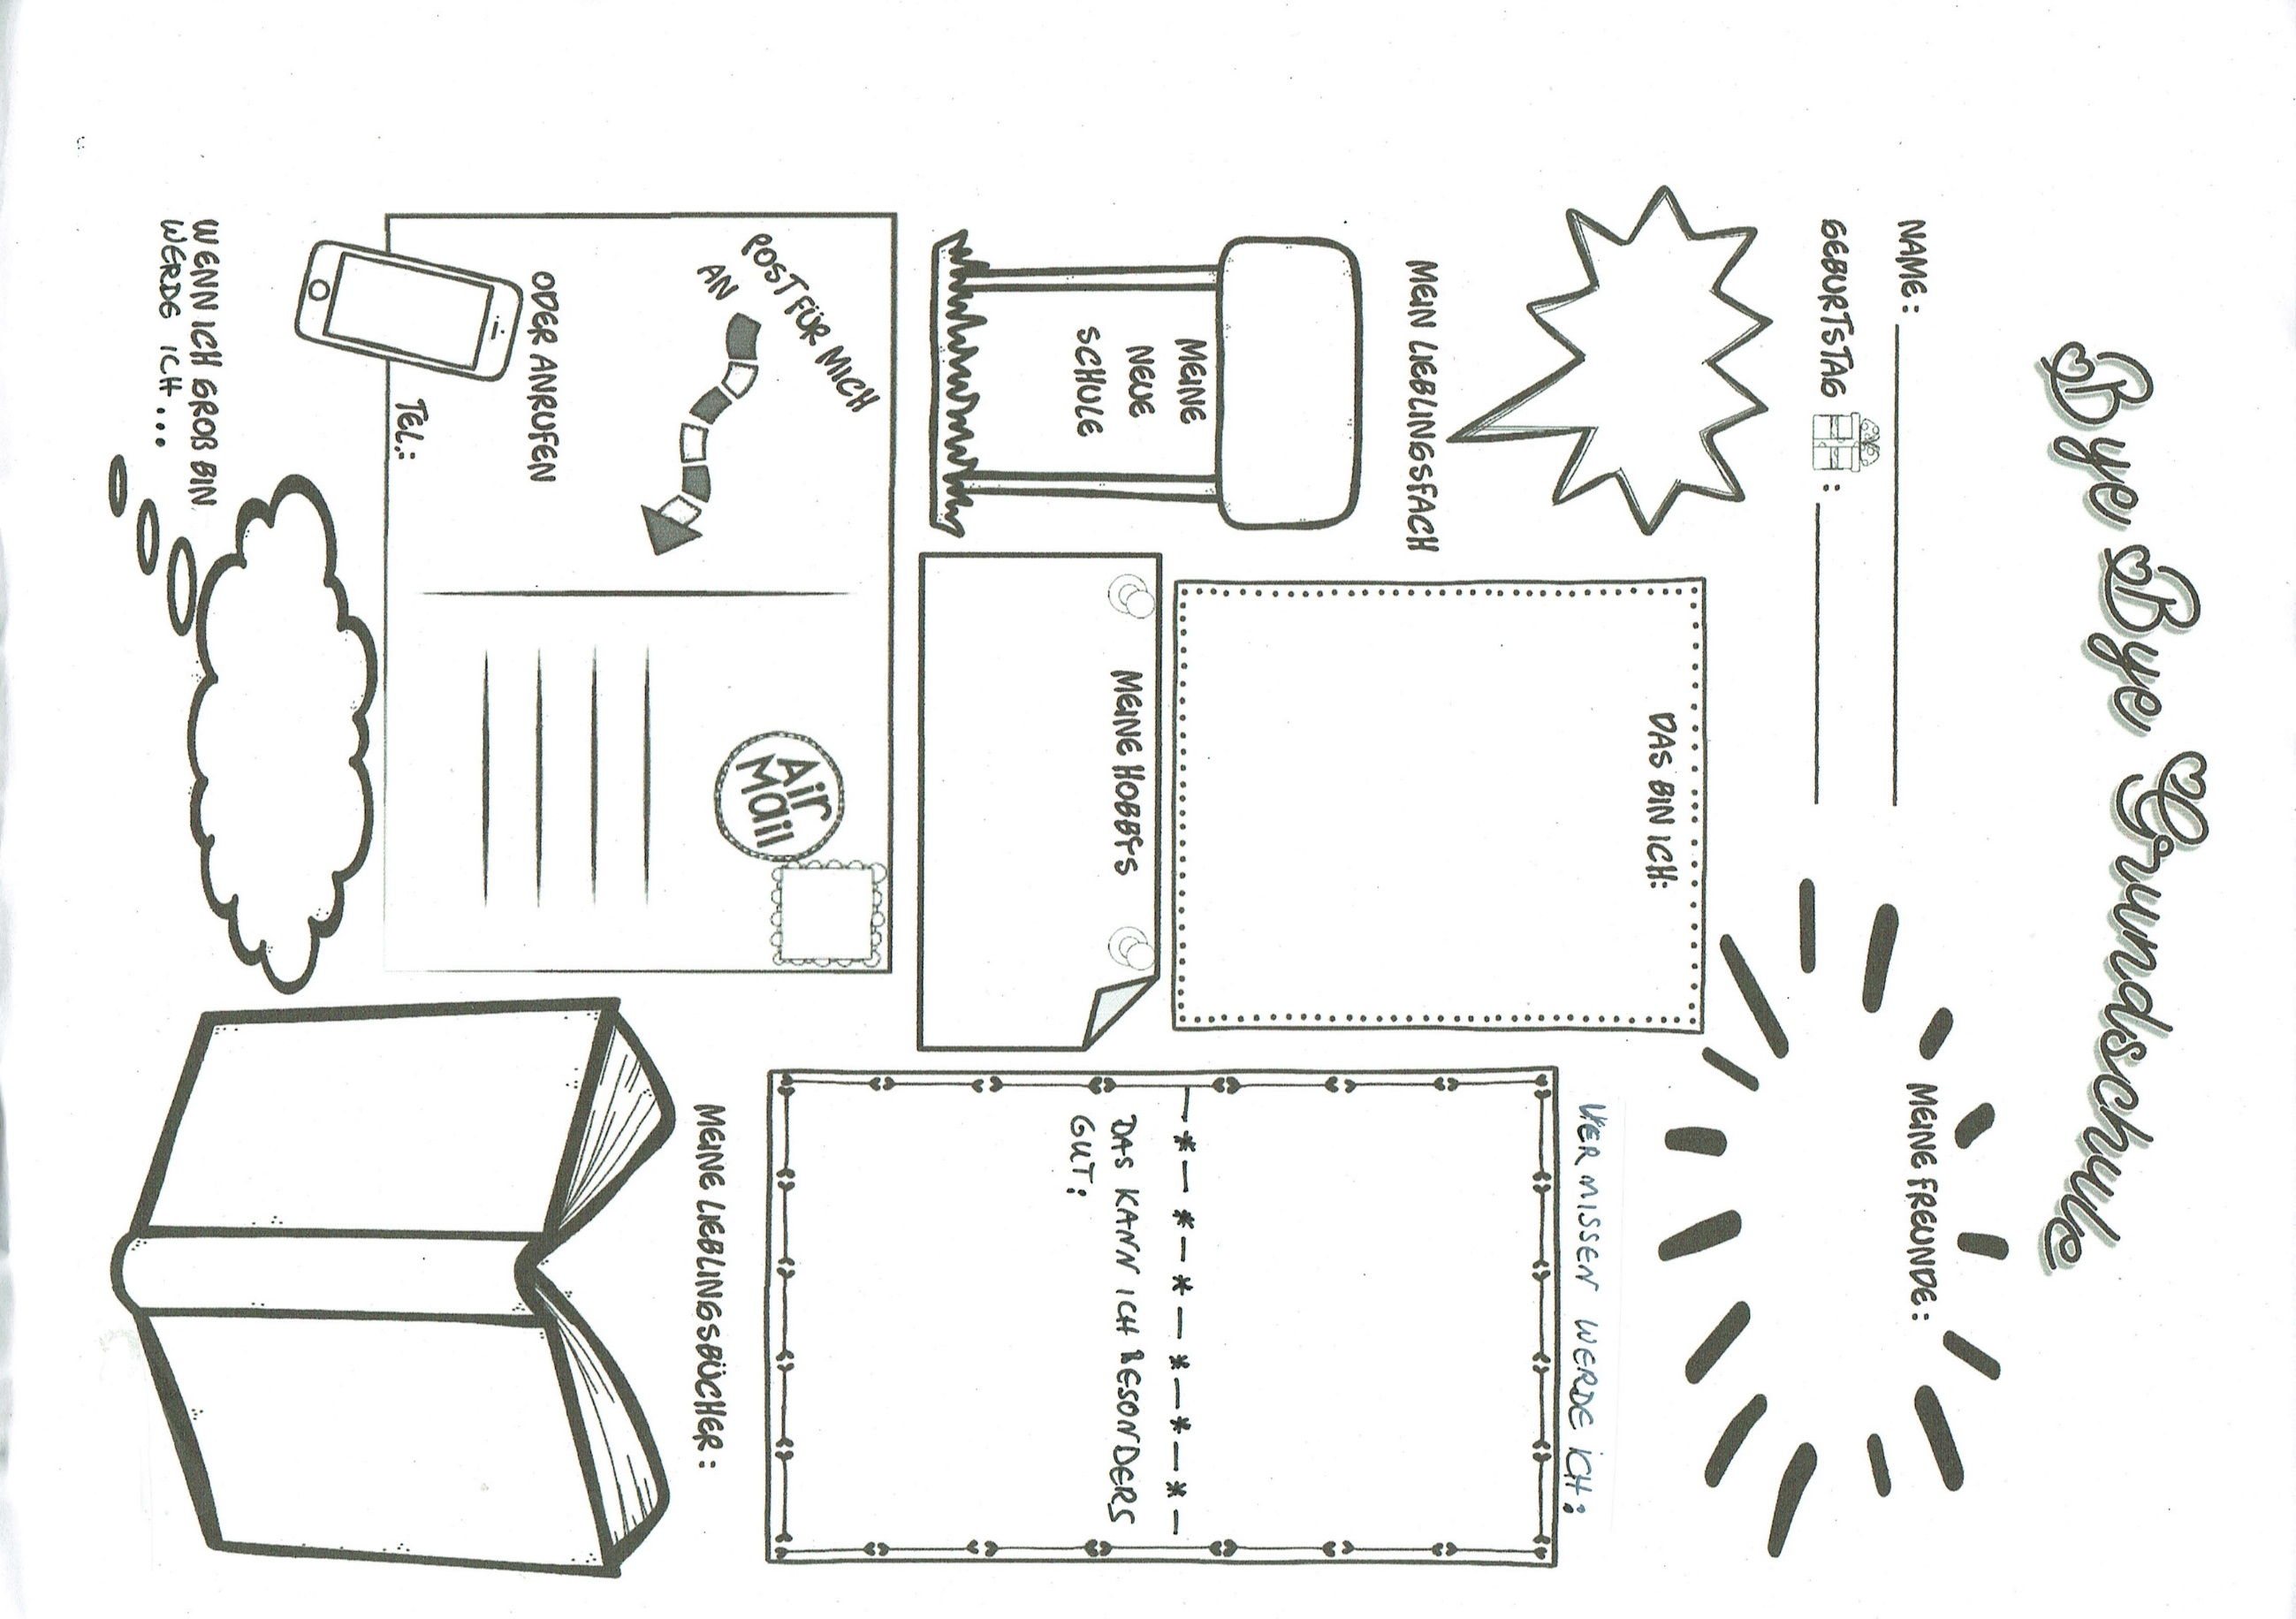 Bye Bye Grundschule
NAME:
GEBURTSTAG :
MEINE FREUNDE:
DAS BIN ICH:
MEIN LIEBLINGSFACH
VERMISSEN WERDE ICH:
MEINE
NEUE
SCHULE
MEINE HOBBYS
DAS KANN ICH BESONDERS
GUT:
POST FÜR MICH
AN
Air
Mail
ODER ANRUFEN
TEL.:
MEINE LIEBLINGSBÜCHER:
WENN ICH GROß BIN
WERDE ICH...